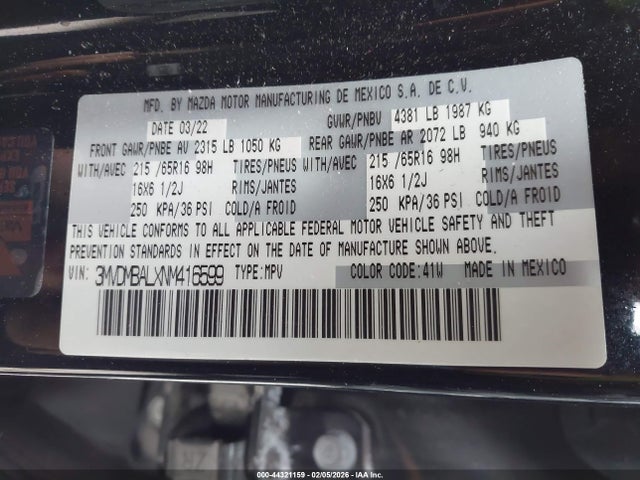 MFD. BY MAZDA MOTOR MANUFACTURING DE MEXICO S.A. DE C.V.
DATE 03/22 GVWR/PNBV 4381 LB 1987 KG
FRONT GAWR/PNBE AV 2315 LB 1050 KG REAR GAWR/PNBE AR 2072 LB 940 KG
WITH/AVEC 215 /65R16 98H TIRES/PNEUS WITH/AVEC 215 /65R16 98H TIRES/PNEUS
16X6 1/2J RIMS/JANTES 16X6 1/2J RIMS/JANTES
250 KPA/36 PSI COLD/A FROID 250 KPA/36 PSI COLD/A FROID
THIS VEHICLE CONFORMS TO ALL APPLICABLE FEDERAL MOTOR VEHICLE SAFETY AND THEFT
PREVENTION STANDARDS IN EFFECT ON THE DATE OF MANUFACTURE SHOWN ABOVE.
VIN: 3MVDMBALXNM416599 TYPE:MPV COLOR CODE:41W MADE IN MEXICO
000-44321159 - 02/05/2026 - IAAI Inc.